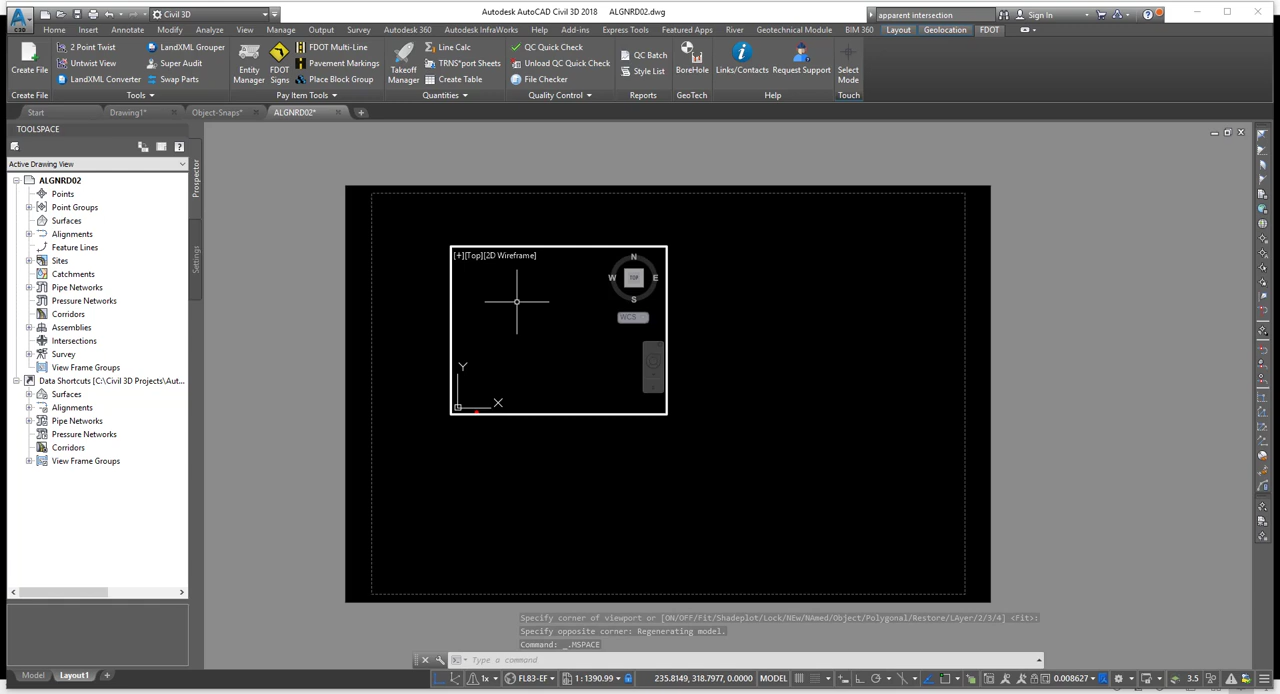 Civil 3D
Autodesk AutoCAD Civil 3D 2018 ALGNRD02.dwg
apparent intersection
Sign In
Home Insert Annotate Modify Analyze View Manage Output Survey Autodesk 360 Autodesk InfraWorks Help Add-ins Express Tools Featured Apps River Geotechnical Module BIM 360 Layout Geolocation FDOT
2 Point Twist LandXML Grouper FDOT Multi-Line Line Calc QC Quick Check QC Batch
Untwist View Super Audit Pavement Markings TRNS*port Sheets Unload QC Quick Check
LandXML Converter Swap Parts Place Block Group Create Table File Checker Style List
Create File Entity Manager FDOT Signs Takeoff Manager BoreHole Links/Contacts Request Support Select Mode
Create File Tools Pay Item Tools Quantities Quality Control Reports GeoTech Help Touch
Start Drawing1* Object-Snaps* ALGNRD02*
TOOLSPACE
Active Drawing View
Prospector
Settings
ALGNRD02
Points
Point Groups
Surfaces
Alignments
Feature Lines
Sites
Catchments
Pipe Networks
Pressure Networks
Corridors
Assemblies
Intersections
Survey
View Frame Groups
Data Shortcuts [C:\Civil 3D Projects\Aut...
Surfaces
Alignments
Pipe Networks
Pressure Networks
Corridors
View Frame Groups
[+][Top][2D Wireframe]
N
W TOP E
S
WCS
Y
X
Specify corner of viewport or [ON/OFF/Fit/Shadeplot/Lock/NEw/NAmed/Object/Polygonal/Restore/LAyer/2/3/4] <Fit>:
Specify opposite corner: Regenerating model.
Command: _.MSPACE
Type a command
Model Layout1
1x FL83-EF 1:1390.99 235.8149, 318.7977, 0.0000 MODEL 0.008627 3.5